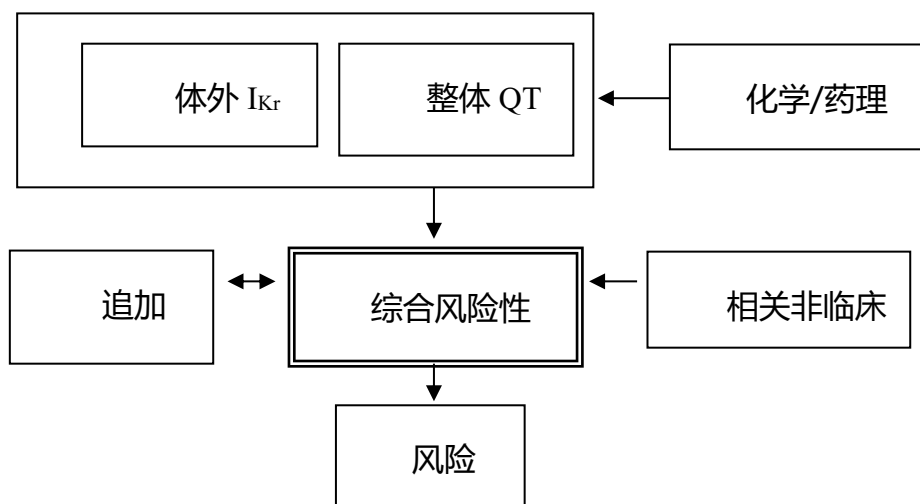 体外 IKr
整体 QT
化学/药理
追加
综合风险性
相关非临床
风险